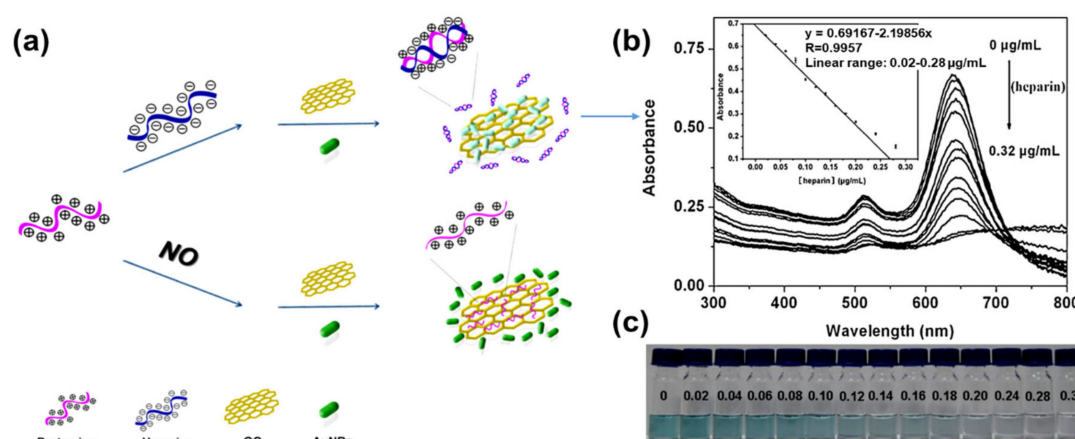 (a)
NO
(b)
Absorbance
0.75
0.50
0.25
0.00
300
400
500
600
700
800
Wavelength (nm)
0 μg/mL
(heparin)
0.32 μg/mL
y = 0.69167-2.19856x
R=0.9957
Linear range: 0.02-0.28 μg/mL
Absorbance
0.7
0.6
0.5
0.4
0.3
0.2
0.1
0.00
0.05
0.10
0.15
0.20
0.25
0.30
[heparin] (μg/mL)
(c)
0
0.02
0.04
0.06
0.08
0.10
0.12
0.14
0.16
0.18
0.20
0.24
0.28